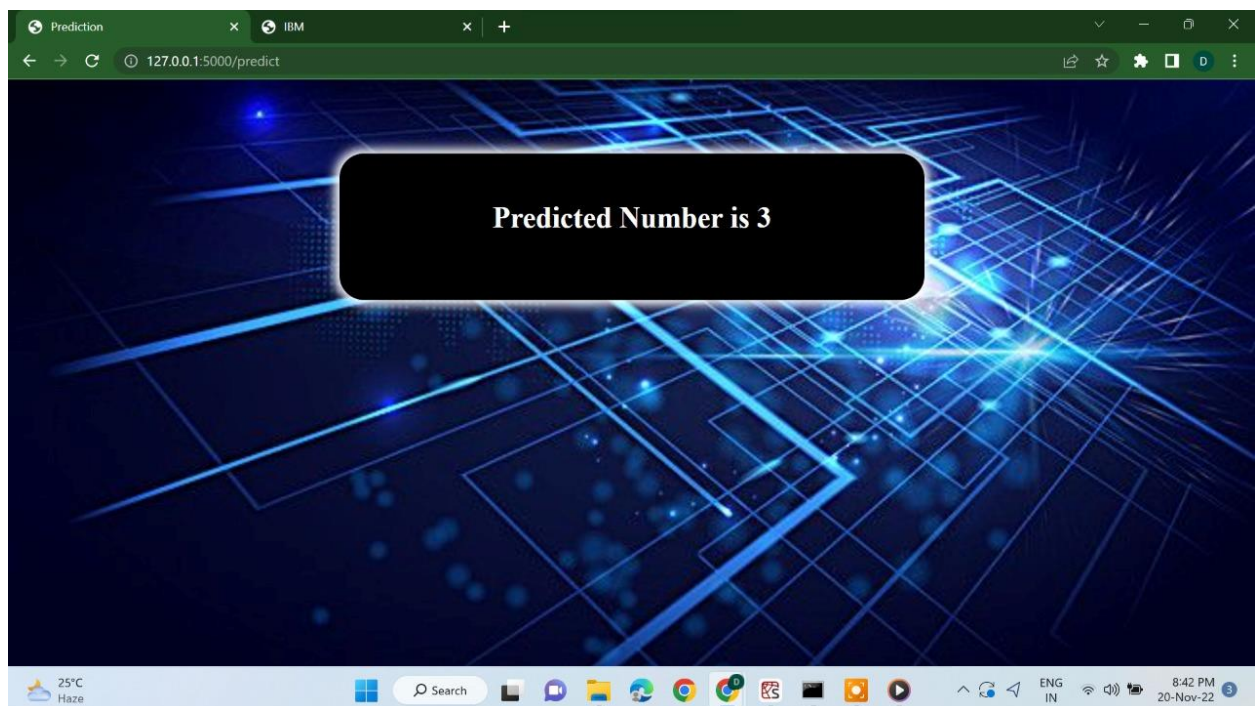 Prediction
IBM
127.0.0.1:5000/predict
D
Predicted Number is 3
25°C
Haze
Search
ENG
IN
8:42 PM
20-Nov-22
3